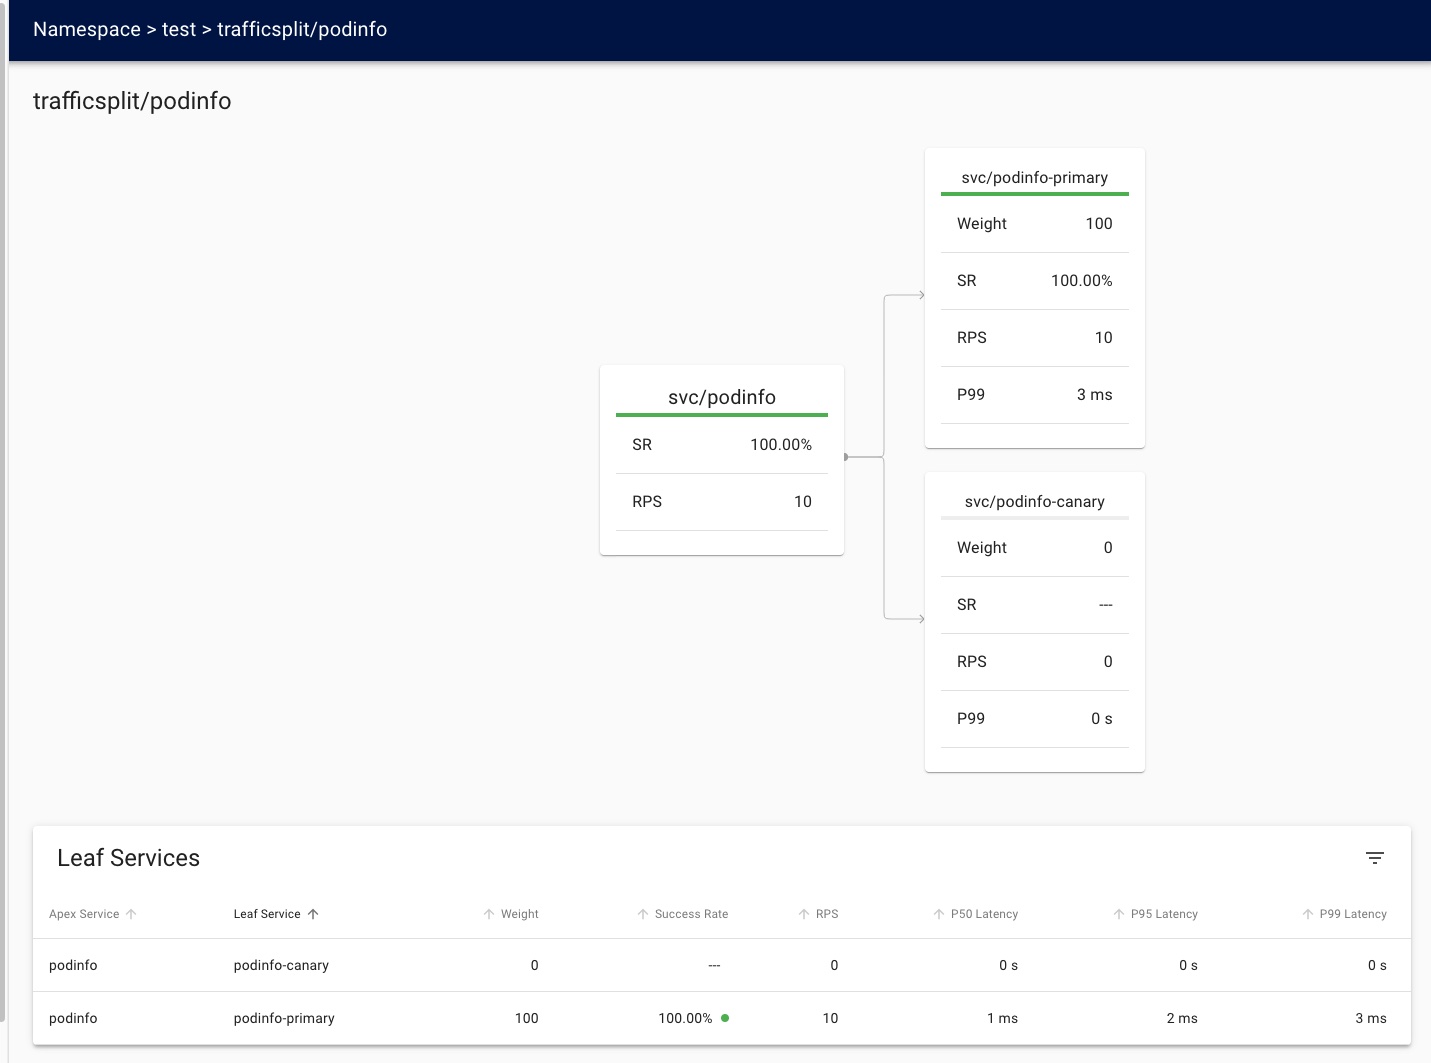 Namespace > test > trafficsplit/podinfo
trafficsplit/podinfo
svc/podinfo-primary
Weight 100
SR 100.00%
RPS 10
P99 3 ms
svc/podinfo
SR 100.00%
RPS 10
svc/podinfo-canary
Weight 0
SR ---
RPS 0
P99 0 s
Leaf Services
Apex Service Leaf Service Weight Success Rate RPS P50 Latency P95 Latency P99 Latency
podinfo podinfo-canary 0 --- 0 0 s 0 s 0 s
podinfo podinfo-primary 100 100.00% 10 1 ms 2 ms 3 ms